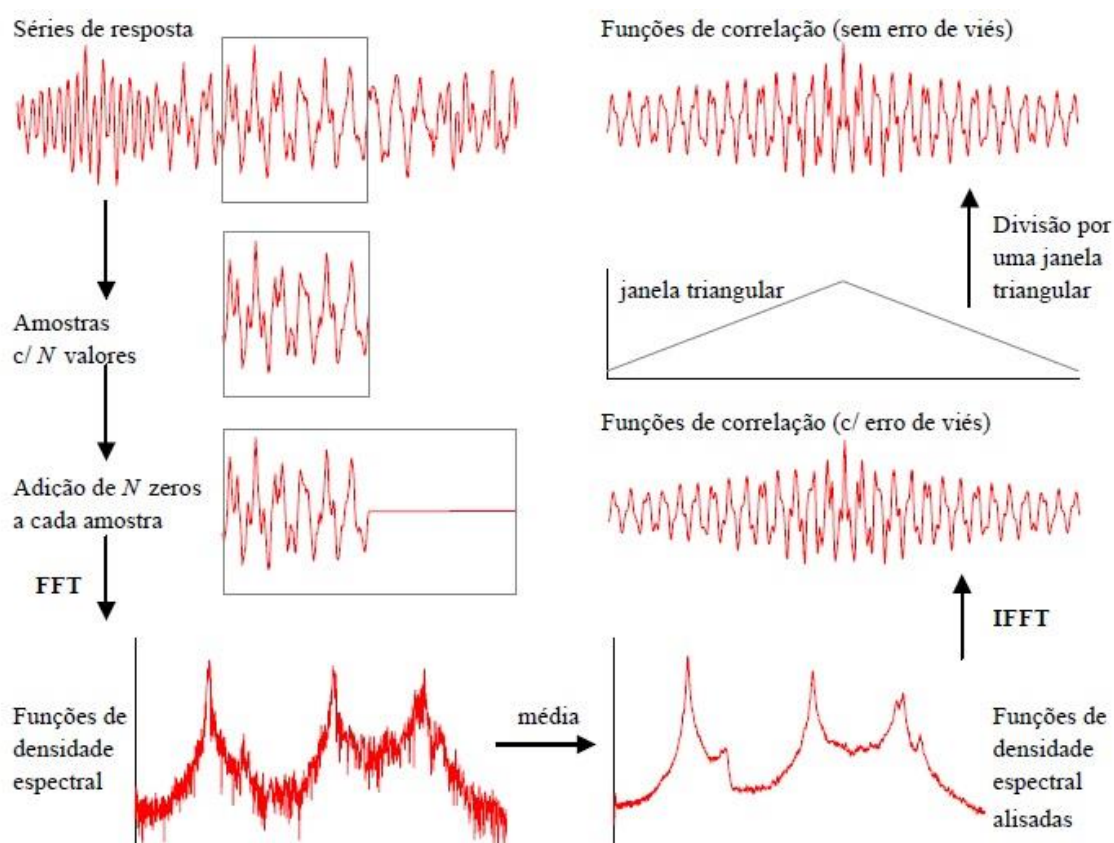 Séries de resposta
Amostras
c/ N valores
Adição de N zeros
a cada amostra
FFT
Funções de
densidade
espectral
média
Funções de
densidade
espectral
alisadas
IFFT
Funções de correlação (c/ erro de viés)
janela triangular
Divisão por
uma janela
triangular
Funções de correlação (sem erro de viés)